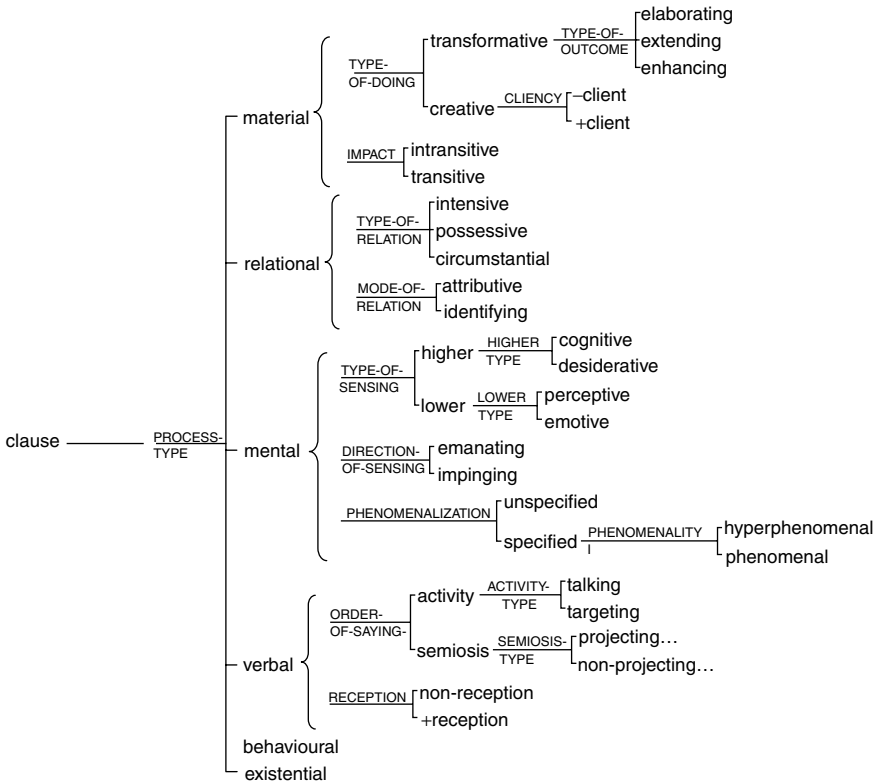 elaborating
transformative TYPE-OF- extending
OUTCOME
enhancing
TYPE-
OF-DOING
creative CLIENCY –client
+client
material
IMPACT intransitive
transitive
intensive
TYPE-OF- possessive
RELATION
circumstantial
relational
MODE-OF- attributive
RELATION identifying
cognitive
higher HIGHER
TYPE desiderative
TYPE-OF-
SENSING
perceptive
lower LOWER
TYPE emotive
clause PROCESS-
TYPE
mental
DIRECTION- emanating
OF-SENSING impinging
unspecified
PHENOMENALIZATION
specified PHENOMENALITY hyperphenomenal
I phenomenal
activity ACTIVITY- talking
TYPE targeting
ORDER-
OF-SAYING-
semiosis SEMIOSIS- projecting…
TYPE non-projecting…
verbal
RECEPTION non-reception
+reception
behavioural
existential